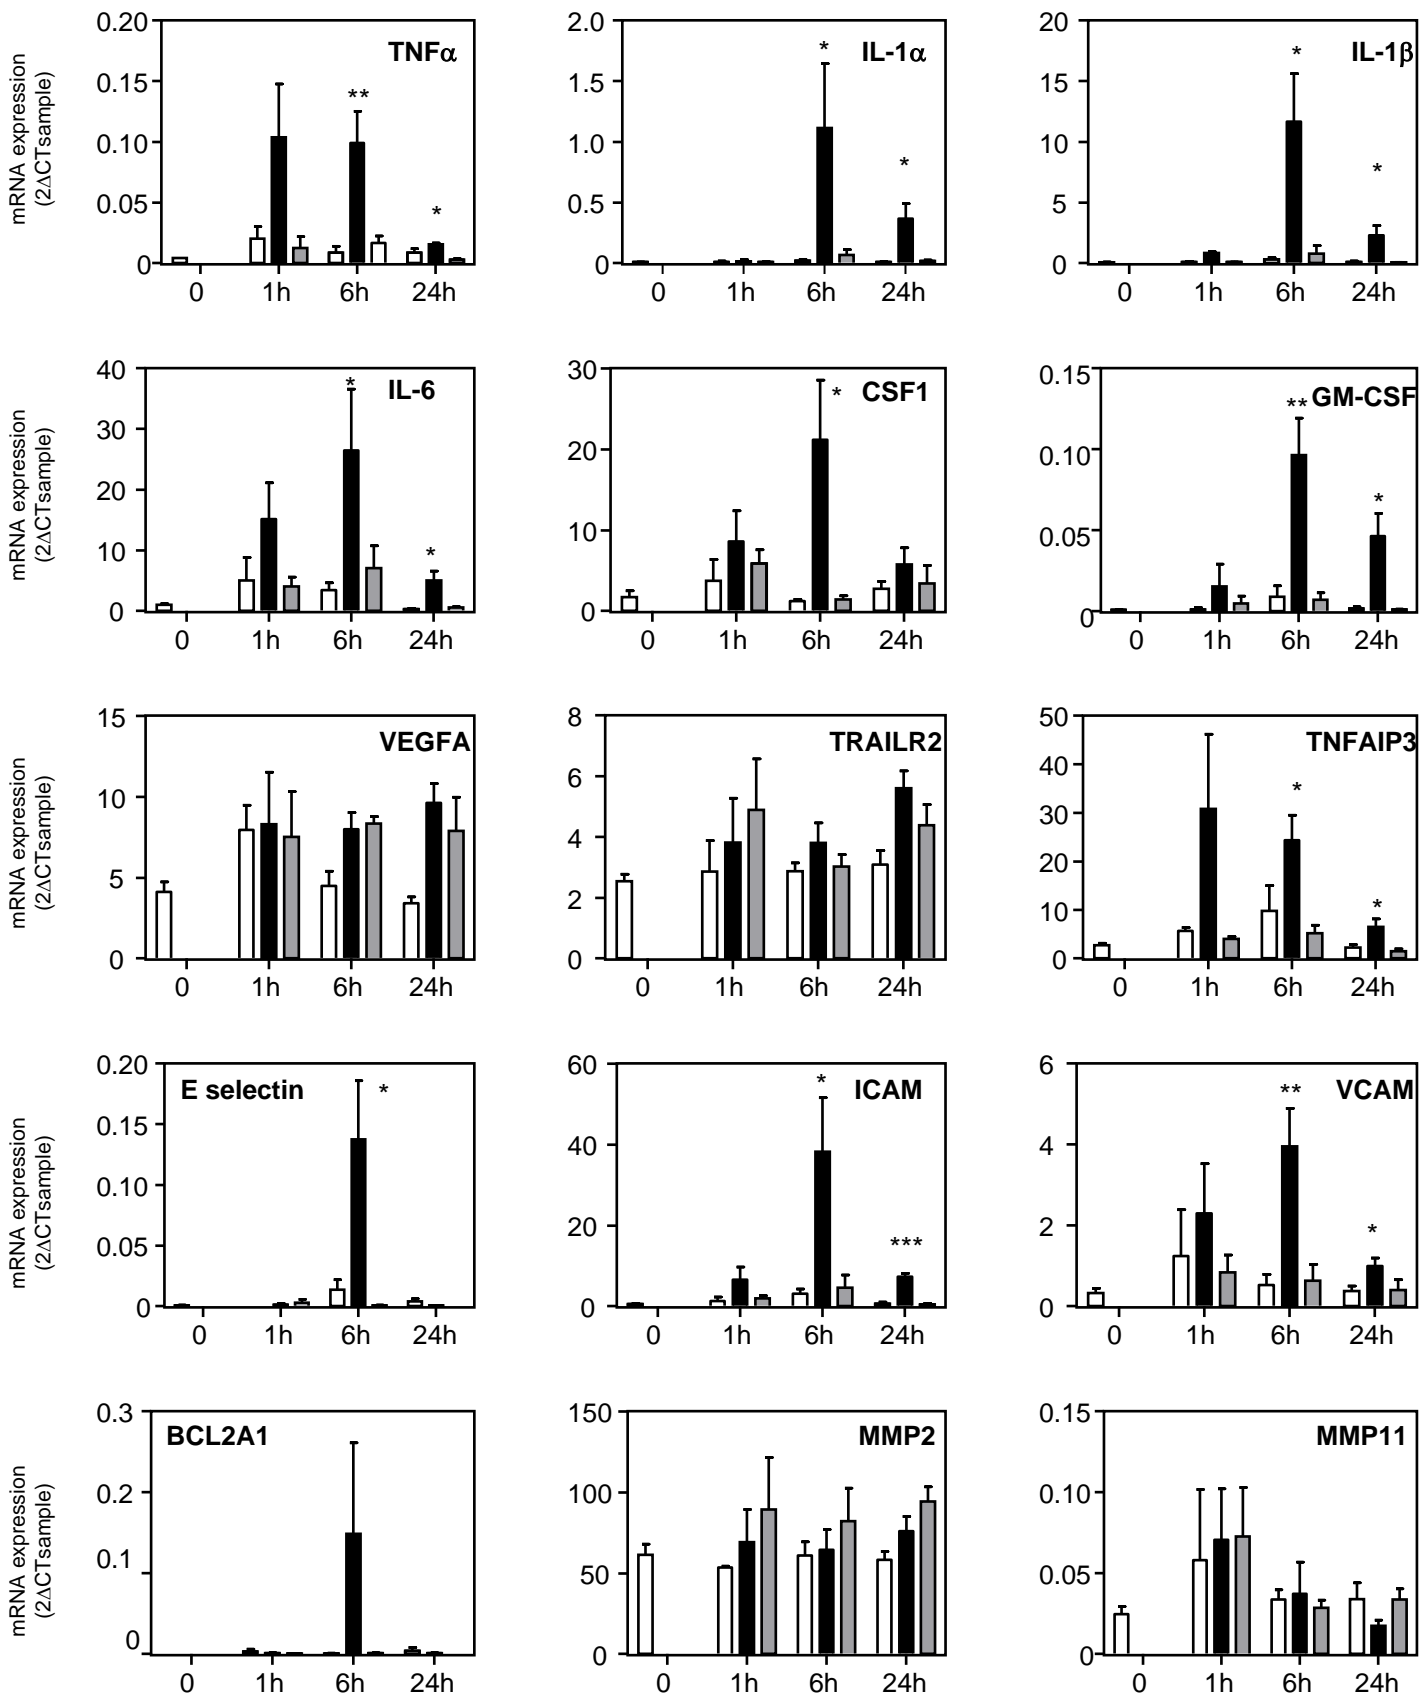 mRNA expression
(2ΔCTsample)
0.20
0.15
0.10
0.05
0
TNFα
**
*
0 1h 6h 24h
2.0
1.5
1.0
0.5
0
IL-1α
*
*
0 1h 6h 24h
20
15
10
5
0
IL-1β
*
*
0 1h 6h 24h
mRNA expression
(2ΔCTsample)
40
30
20
10
0
IL-6
*
*
0 1h 6h 24h
30
20
10
0
CSF1
*
0 1h 6h 24h
0.15
0.10
0.05
0
GM-CSF
**
*
0 1h 6h 24h
mRNA expression
(2ΔCTsample)
15
10
5
0
VEGFA
0 1h 6h 24h
8
6
4
2
0
TRAILR2
0 1h 6h 24h
50
40
30
20
10
0
TNFAIP3
*
*
0 1h 6h 24h
mRNA expression
(2ΔCTsample)
0.20
0.15
0.10
0.05
0
E selectin
*
0 1h 6h 24h
60
40
20
0
ICAM
*
***
0 1h 6h 24h
6
4
2
0
VCAM
**
*
0 1h 6h 24h
mRNA expression
(2ΔCTsample)
0.3
0.2
0.1
0
BCL2A1
0 1h 6h 24h
150
100
50
0
MMP2
0 1h 6h 24h
0.15
0.10
0.05
0
MMP11
0 1h 6h 24h